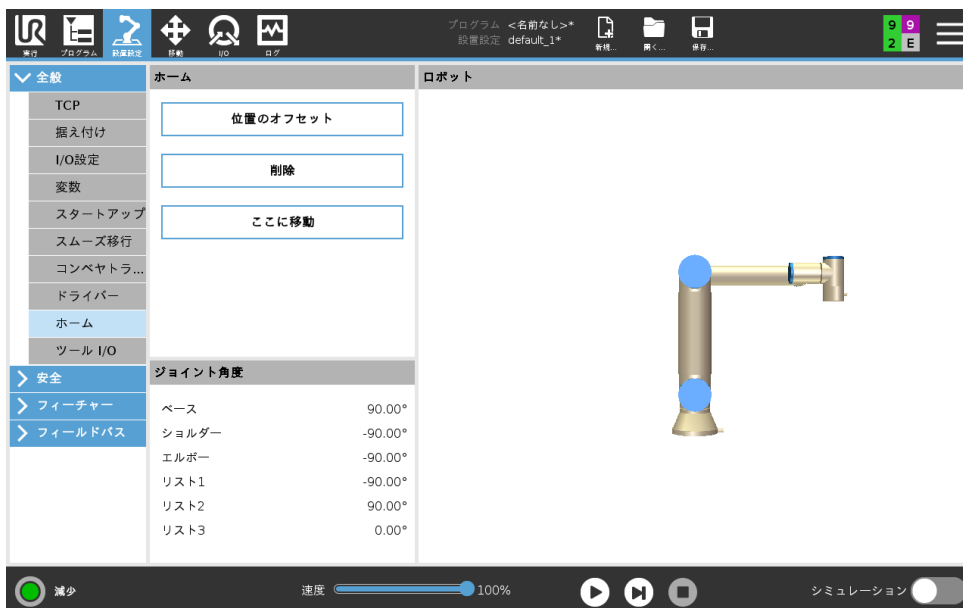 UR
実行
プログラム
設置設定
移動
I/O
ログ
プログラム <名前なし>*
設置設定 default_1*
新規...
開く...
保存...
9 9
2 E
全般
TCP
据え付け
I/O設定
変数
スタートアップ
スムーズ移行
コンベヤトラ...
ドライバー
ホーム
ツール I/O
安全
フィーチャー
フィールドバス
ホーム
位置のオフセット
削除
ここに移動
ジョイント角度
ベース 90.00°
ショルダー -90.00°
エルボー -90.00°
リスト1 -90.00°
リスト2 90.00°
リスト3 0.00°
ロボット
減少
速度 100%
シミュレーション